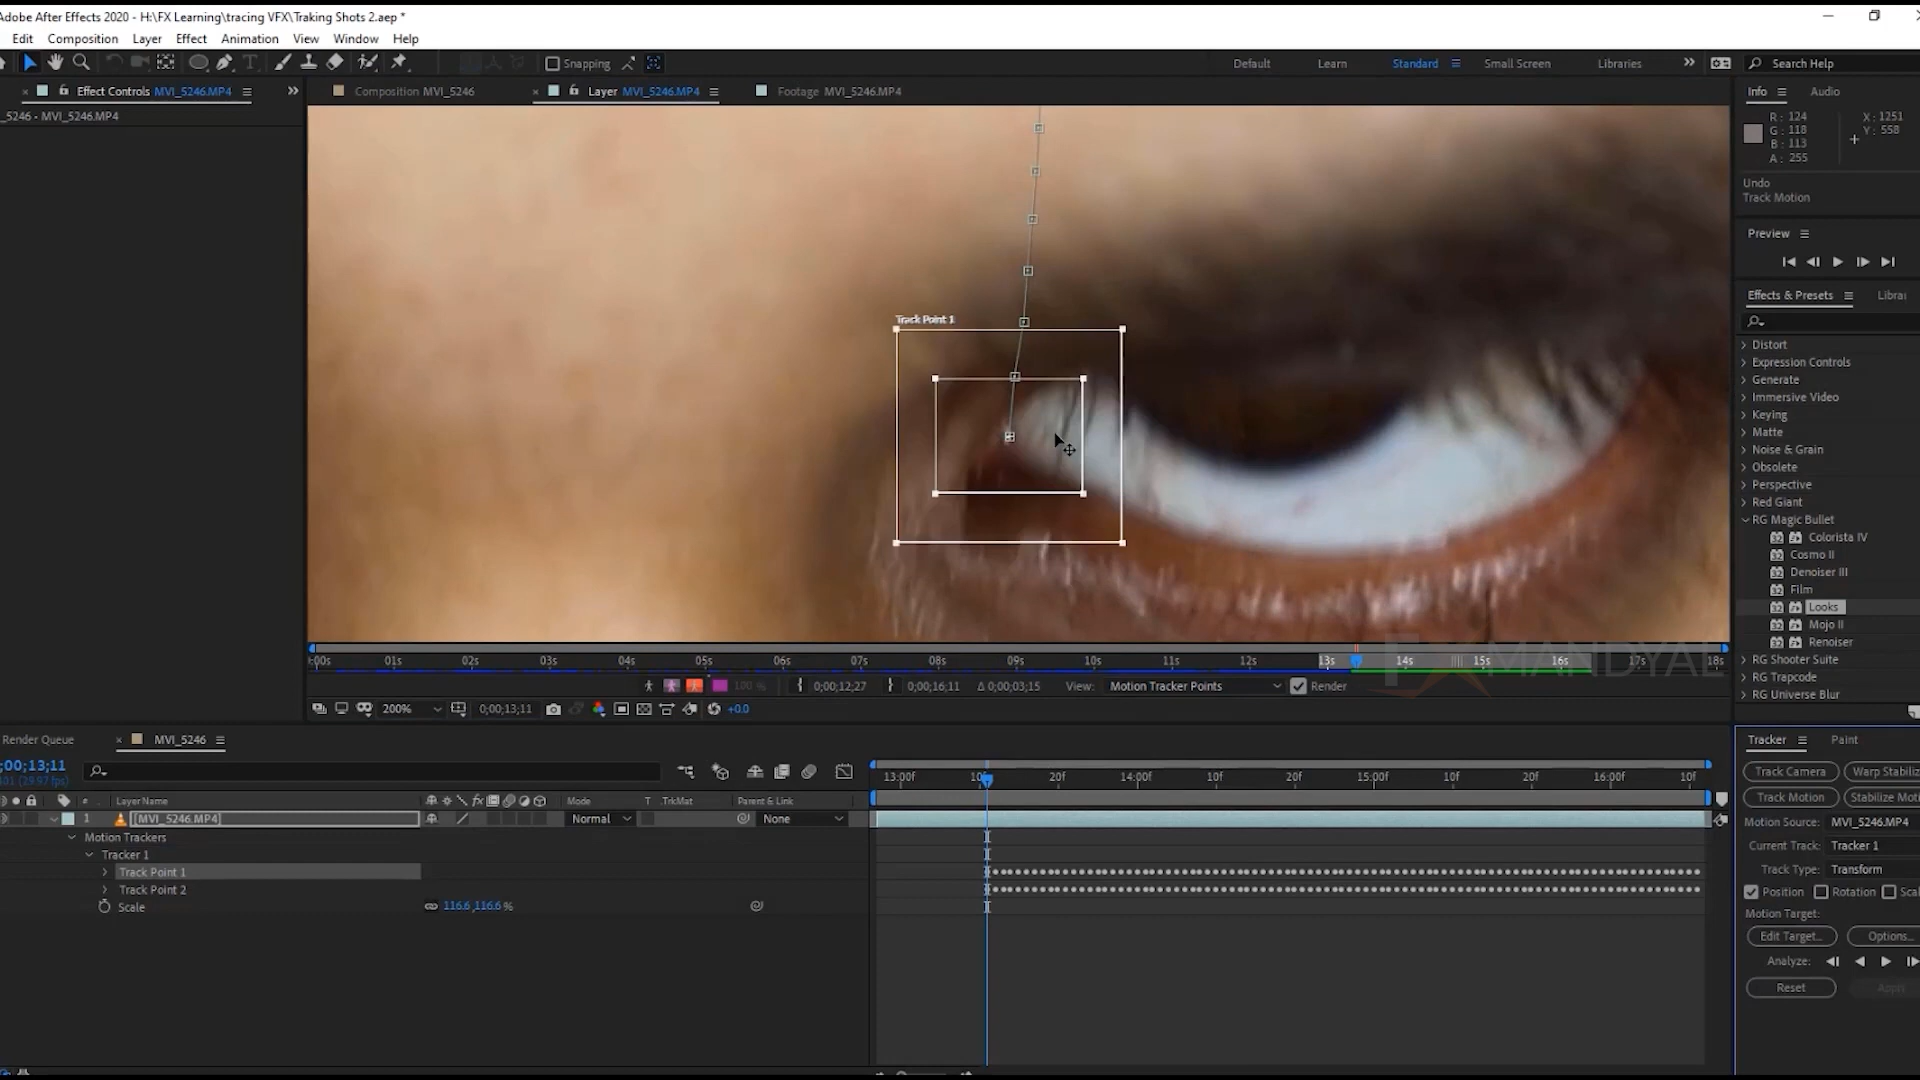 Adobe After Effects 2020 - H:\FX Learning\tracing VFX\Traking Shots 2.aep *
Edit Composition Layer Effect Animation View Window Help
Snapping
Default Learn Standard Small Screen Libraries Search Help
Effect Controls MVI_5246.MP4
Composition MVI_5246
Layer MVI_5246.MP4
Footage MVI_5246.MP4
Info Audio
_5246 - MVI_5246.MP4
R: 124
G: 118
B: 113
A: 255
X: 1251
Y: 558
Undo
Track Motion
Preview
Effects & Presets Librai
Distort
Expression Controls
Generate
Immersive Video
Keying
Matte
Noise & Grain
Obsolete
Perspective
Red Giant
RG Magic Bullet
Colorista IV
Cosmo II
Denoiser III
Film
Looks
Mojo II
Renoiser
RG Shooter Suite
RG Trapcode
RG Universe Blur
Track Point 1
MANDYAL
:00s 01s 02s 03s 04s 05s 06s 07s 08s 09s 10s 11s 12s 13s 14s 15s 16s 17s 18s
100 % 0;00;12;27 0;00;16;11 Δ 0;00;03;15 View: Motion Tracker Points Render
200% 0;00;13;11 +0.0
Render Queue MVI_5246
;00;13;11
01 (29.97 fps)
13:00f 10f 20f 14:00f 10f 20f 15:00f 10f 20f 16:00f 10f
# Layer Name Mode T .TrkMat Parent & Link
1 [MVI_5246.MP4] Normal None
Motion Trackers
Tracker 1
Track Point 1
Track Point 2
Scale 116.6,116.6 %
Tracker Paint
Track Camera Warp Stabiliz
Track Motion Stabilize Moti
Motion Source: MVI_5246.MP4
Current Track: Tracker 1
Track Type: Transform
Position Rotation Scal
Motion Target:
Edit Target... Options...
Analyze:
Reset Apply